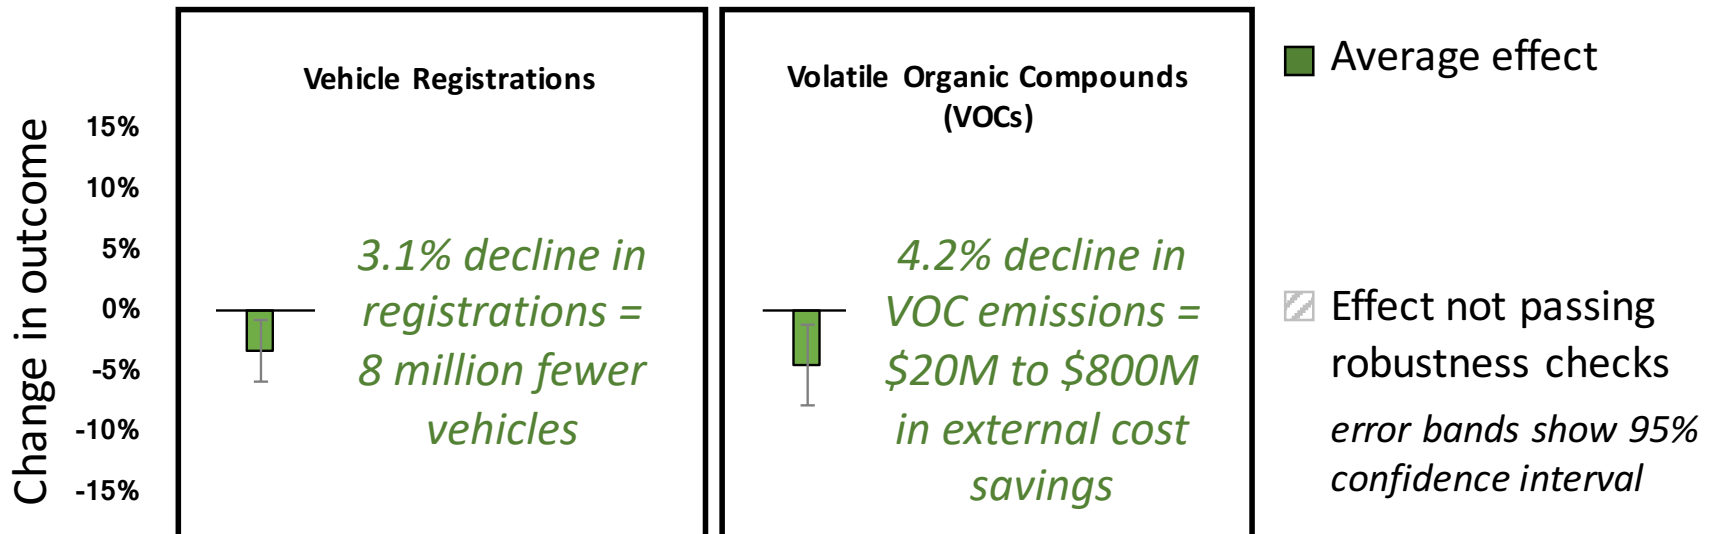 Change in outcome
15%
10%
5%
0%
-5%
-10%
-15%
Vehicle Registrations
3.1% decline in
registrations =
8 million fewer
vehicles
Volatile Organic Compounds
(VOCs)
4.2% decline in
VOC emissions =
$20M to $800M
in external cost
savings
Average effect
Effect not passing
robustness checks
error bands show 95%
confidence interval